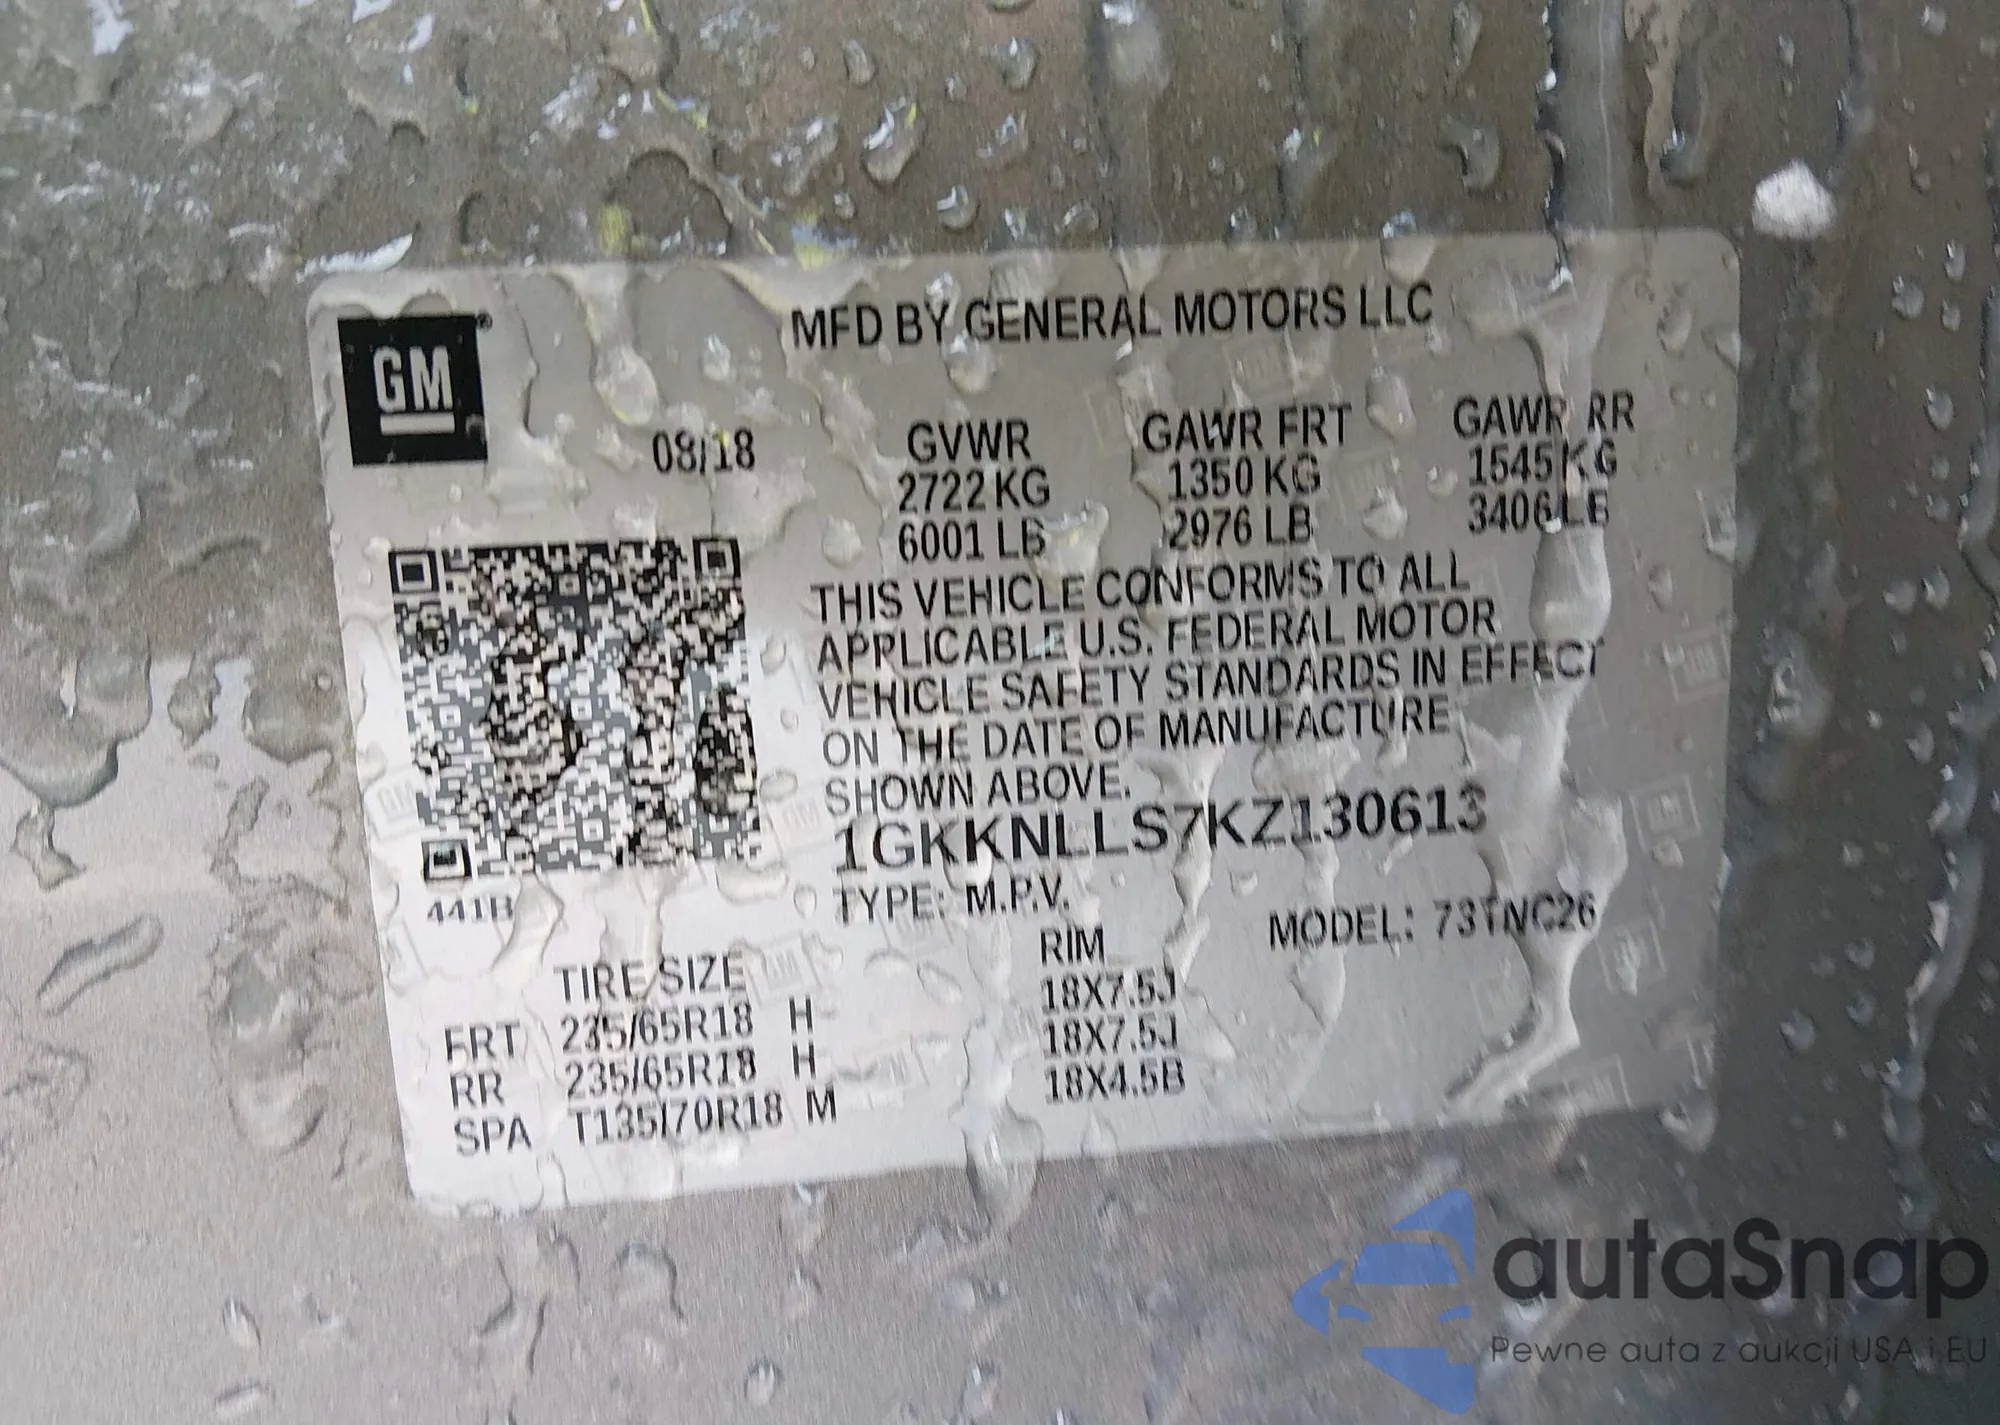 GM
MFD BY GENERAL MOTORS LLC
08/18
GVWR GAWR FRT GAWR RR
2722 KG 1350 KG 1545 KG
6001 LB 2976 LB 3406 LB
THIS VEHICLE CONFORMS TO ALL
APPLICABLE U.S. FEDERAL MOTOR
VEHICLE SAFETY STANDARDS IN EFFECT
ON THE DATE OF MANUFACTURE
SHOWN ABOVE.
1GKKNLLS7KZ130613
441B
TYPE: M.P.V. MODEL: 73TNC26
TIRE SIZE RIM
FRT 235/65R18 H 18X7.5J
RR 235/65R18 H 18X7.5J
SPA T135/70R18 M 18X4.5B
autaSnap
Pewne auta z aukcji USA i EU